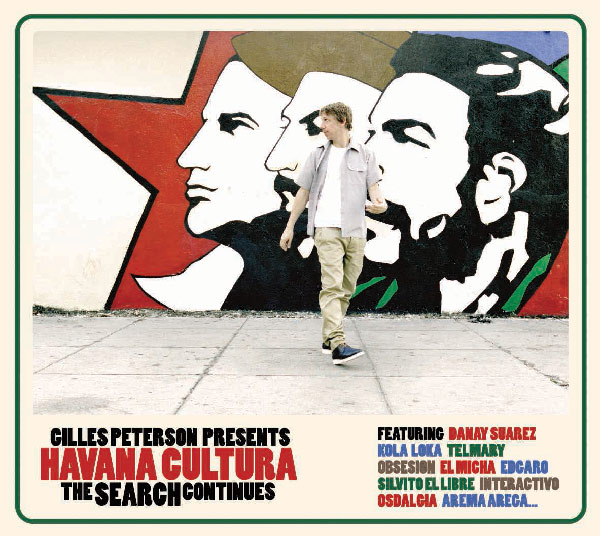 GILLES PETERSON PRESENTS
HAVANA CULTURA
THE SEARCH CONTINUES
FEATURING DANAY SUAREZ
KOLA LOKA TELMARY
OBSESION EL MICHA EDGARO
SILVITO EL LIBRE INTERACTIVO
OSDALGIA AREMA AREGA...